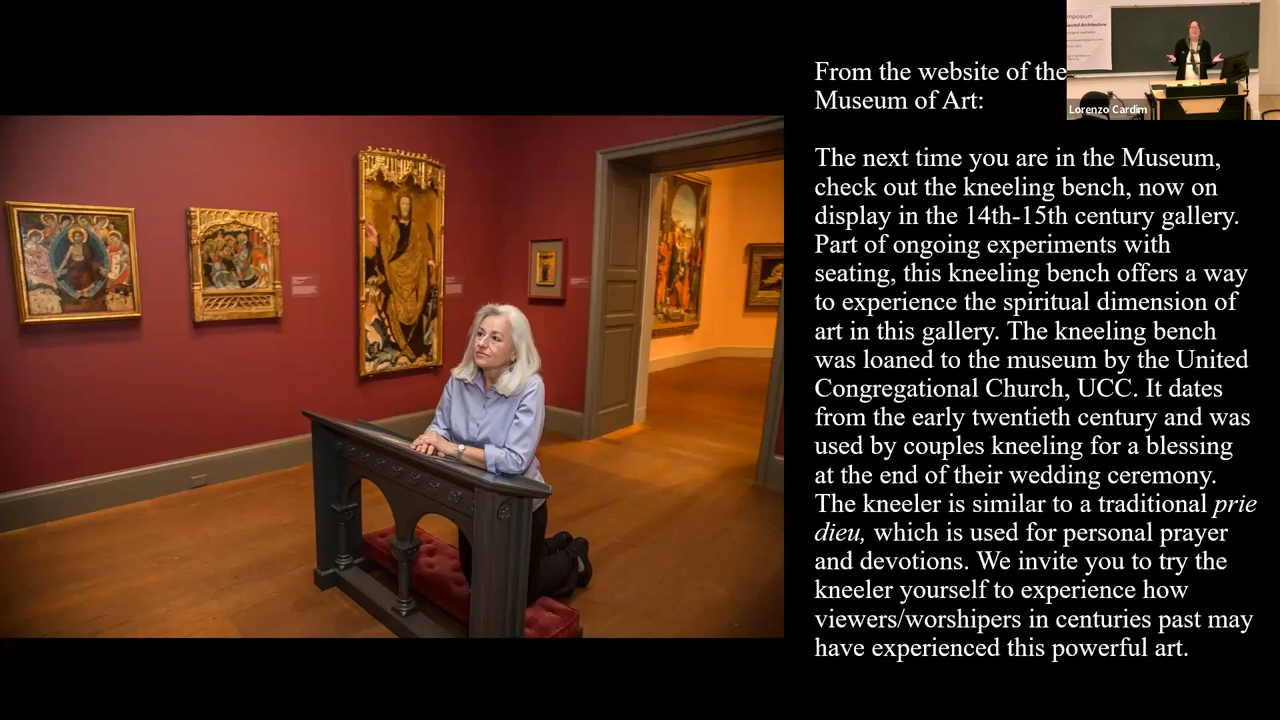 From the website of the
Museum of Art:
The next time you are in the Museum,
check out the kneeling bench, now on
display in the 14th-15th century gallery.
Part of ongoing experiments with
seating, this kneeling bench offers a way
to experience the spiritual dimension of
art in this gallery. The kneeling bench
was loaned to the museum by the United
Congregational Church, UCC. It dates
from the early twentieth century and was
used by couples kneeling for a blessing
at the end of their wedding ceremony.
The kneeler is similar to a traditional prie
dieu, which is used for personal prayer
and devotions. We invite you to try the
kneeler yourself to experience how
viewers/worshipers in centuries past may
have experienced this powerful art.
mposium
Sacred Architecture
Lorenzo Cardim